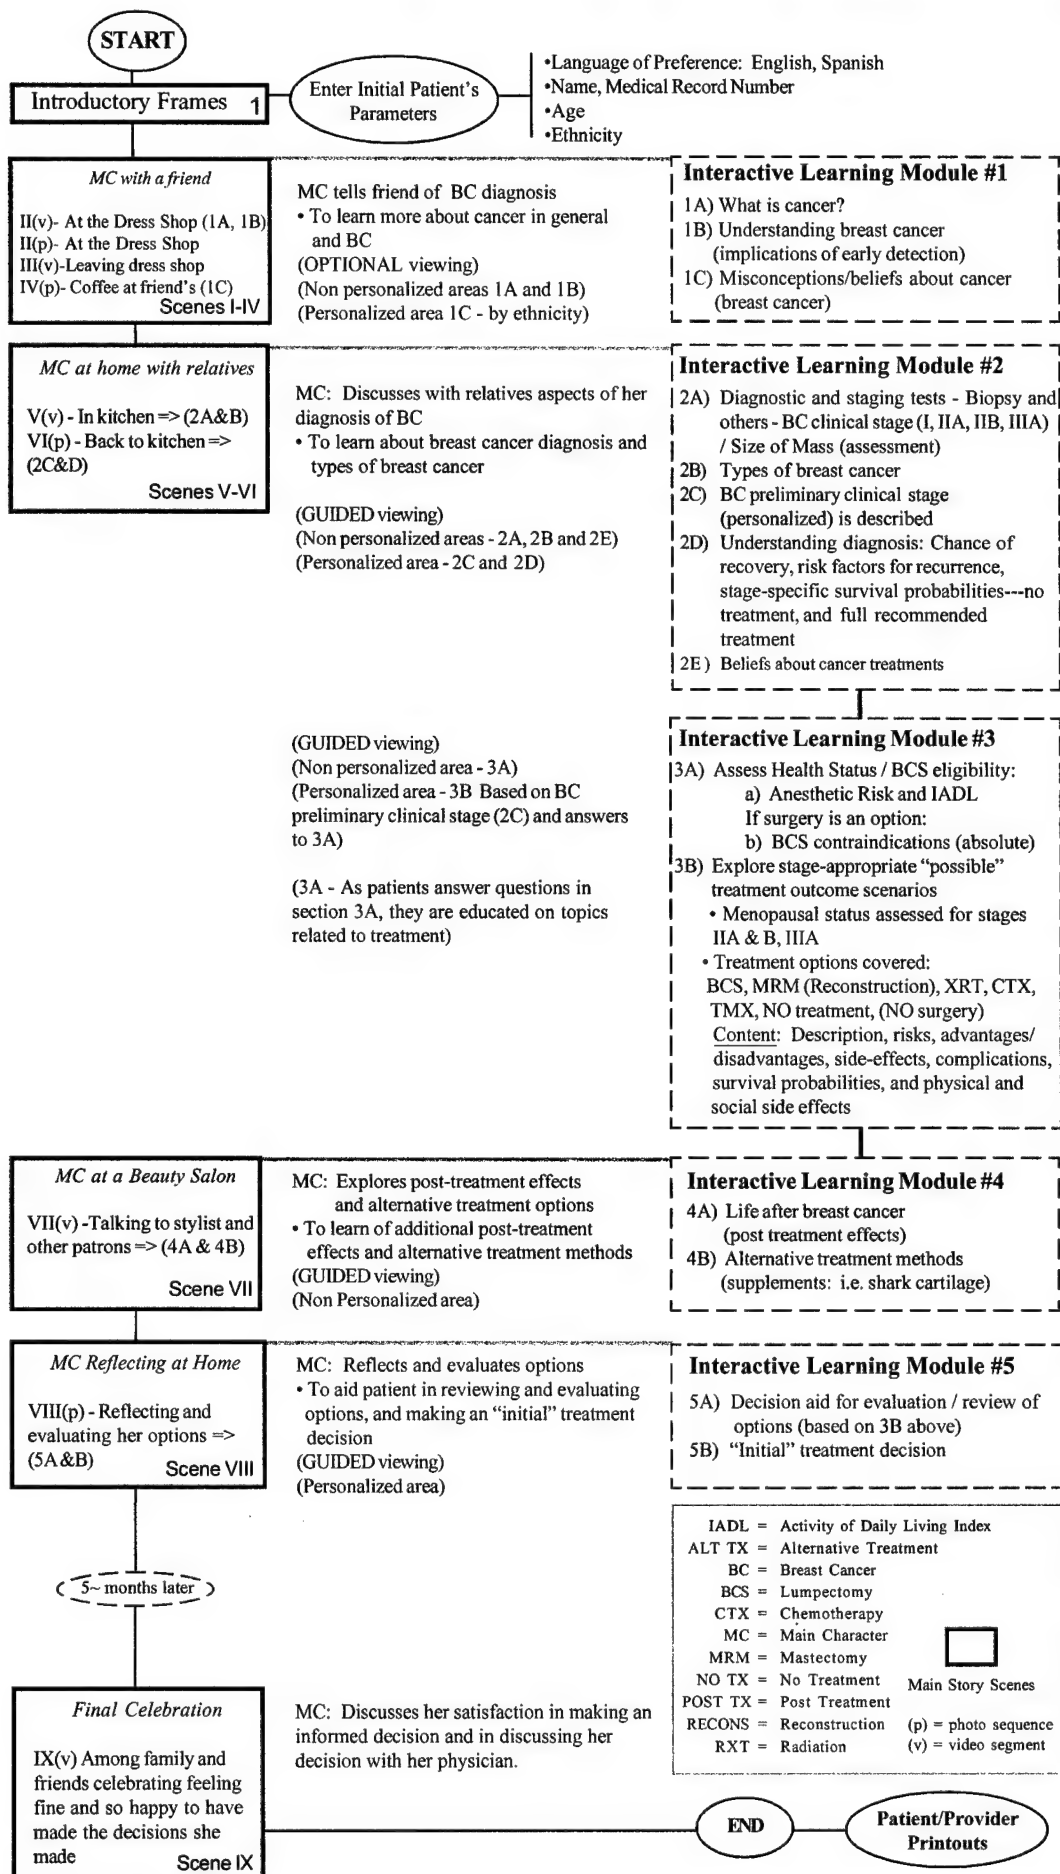 START
Introductory Frames 1
Enter Initial Patient's
Parameters
•Language of Preference: English, Spanish
•Name, Medical Record Number
•Age
•Ethnicity
MC with a friend
II(v)- At the Dress Shop (1A, 1B)
II(p)- At the Dress Shop
III(v)-Leaving dress shop
IV(p)- Coffee at friend's (1C)
Scenes I-IV
MC tells friend of BC diagnosis
• To learn more about cancer in general
and BC
(OPTIONAL viewing)
(Non personalized areas 1A and 1B)
(Personalized area 1C - by ethnicity)
Interactive Learning Module #1
1A) What is cancer?
1B) Understanding breast cancer
(implications of early detection)
1C) Misconceptions/beliefs about cancer
(breast cancer)
MC at home with relatives
V(v) - In kitchen => (2A&B)
VI(p) - Back to kitchen =>
(2C&D)
Scenes V-VI
MC: Discusses with relatives aspects of her
diagnosis of BC
• To learn about breast cancer diagnosis and
types of breast cancer
(GUIDED viewing)
(Non personalized areas - 2A, 2B and 2E)
(Personalized area - 2C and 2D)
Interactive Learning Module #2
2A) Diagnostic and staging tests - Biopsy and
others - BC clinical stage (I, IIA, IIB, IIIA)
/ Size of Mass (assessment)
2B) Types of breast cancer
2C) BC preliminary clinical stage
(personalized) is described
2D) Understanding diagnosis: Chance of
recovery, risk factors for recurrence,
stage-specific survival probabilities---no
treatment, and full recommended
treatment
2E) Beliefs about cancer treatments
(GUIDED viewing)
(Non personalized area - 3A)
(Personalized area - 3B Based on BC
preliminary clinical stage (2C) and answers
to 3A)
(3A - As patients answer questions in
section 3A, they are educated on topics
related to treatment)
Interactive Learning Module #3
3A) Assess Health Status / BCS eligibility:
a) Anesthetic Risk and IADL
If surgery is an option:
b) BCS contraindications (absolute)
3B) Explore stage-appropriate “possible”
treatment outcome scenarios
• Menopausal status assessed for stages
IIA & B, IIIA
• Treatment options covered:
BCS, MRM (Reconstruction), XRT, CTX,
TMX, NO treatment, (NO surgery)
Content: Description, risks, advantages/
disadvantages, side-effects, complications,
survival probabilities, and physical and
social side effects
MC at a Beauty Salon
VII(v) -Talking to stylist and
other patrons => (4A & 4B)
Scene VII
MC: Explores post-treatment effects
and alternative treatment options
• To learn of additional post-treatment
effects and alternative treatment methods
(GUIDED viewing)
(Non Personalized area)
Interactive Learning Module #4
4A) Life after breast cancer
(post treatment effects)
4B) Alternative treatment methods
(supplements: i.e. shark cartilage)
MC Reflecting at Home
VIII(p) - Reflecting and
evaluating her options =>
(5A&B)
Scene VIII
MC: Reflects and evaluates options
• To aid patient in reviewing and evaluating
options, and making an “initial” treatment
decision
(GUIDED viewing)
(Personalized area)
Interactive Learning Module #5
5A) Decision aid for evaluation / review of
options (based on 3B above)
5B) “Initial” treatment decision
5~ months later
IADL = Activity of Daily Living Index
ALT TX = Alternative Treatment
BC = Breast Cancer
BCS = Lumpectomy
CTX = Chemotherapy
MC = Main Character
MRM = Mastectomy
NO TX = No Treatment
POST TX = Post Treatment
RECONS = Reconstruction
RXT = Radiation
Main Story Scenes
(p) = photo sequence
(v) = video segment
Final Celebration
IX(v) Among family and
friends celebrating feeling
fine and so happy to have
made the decisions she
made
Scene IX
MC: Discusses her satisfaction in making an
informed decision and in discussing her
decision with her physician.
END
Patient/Provider
Printouts